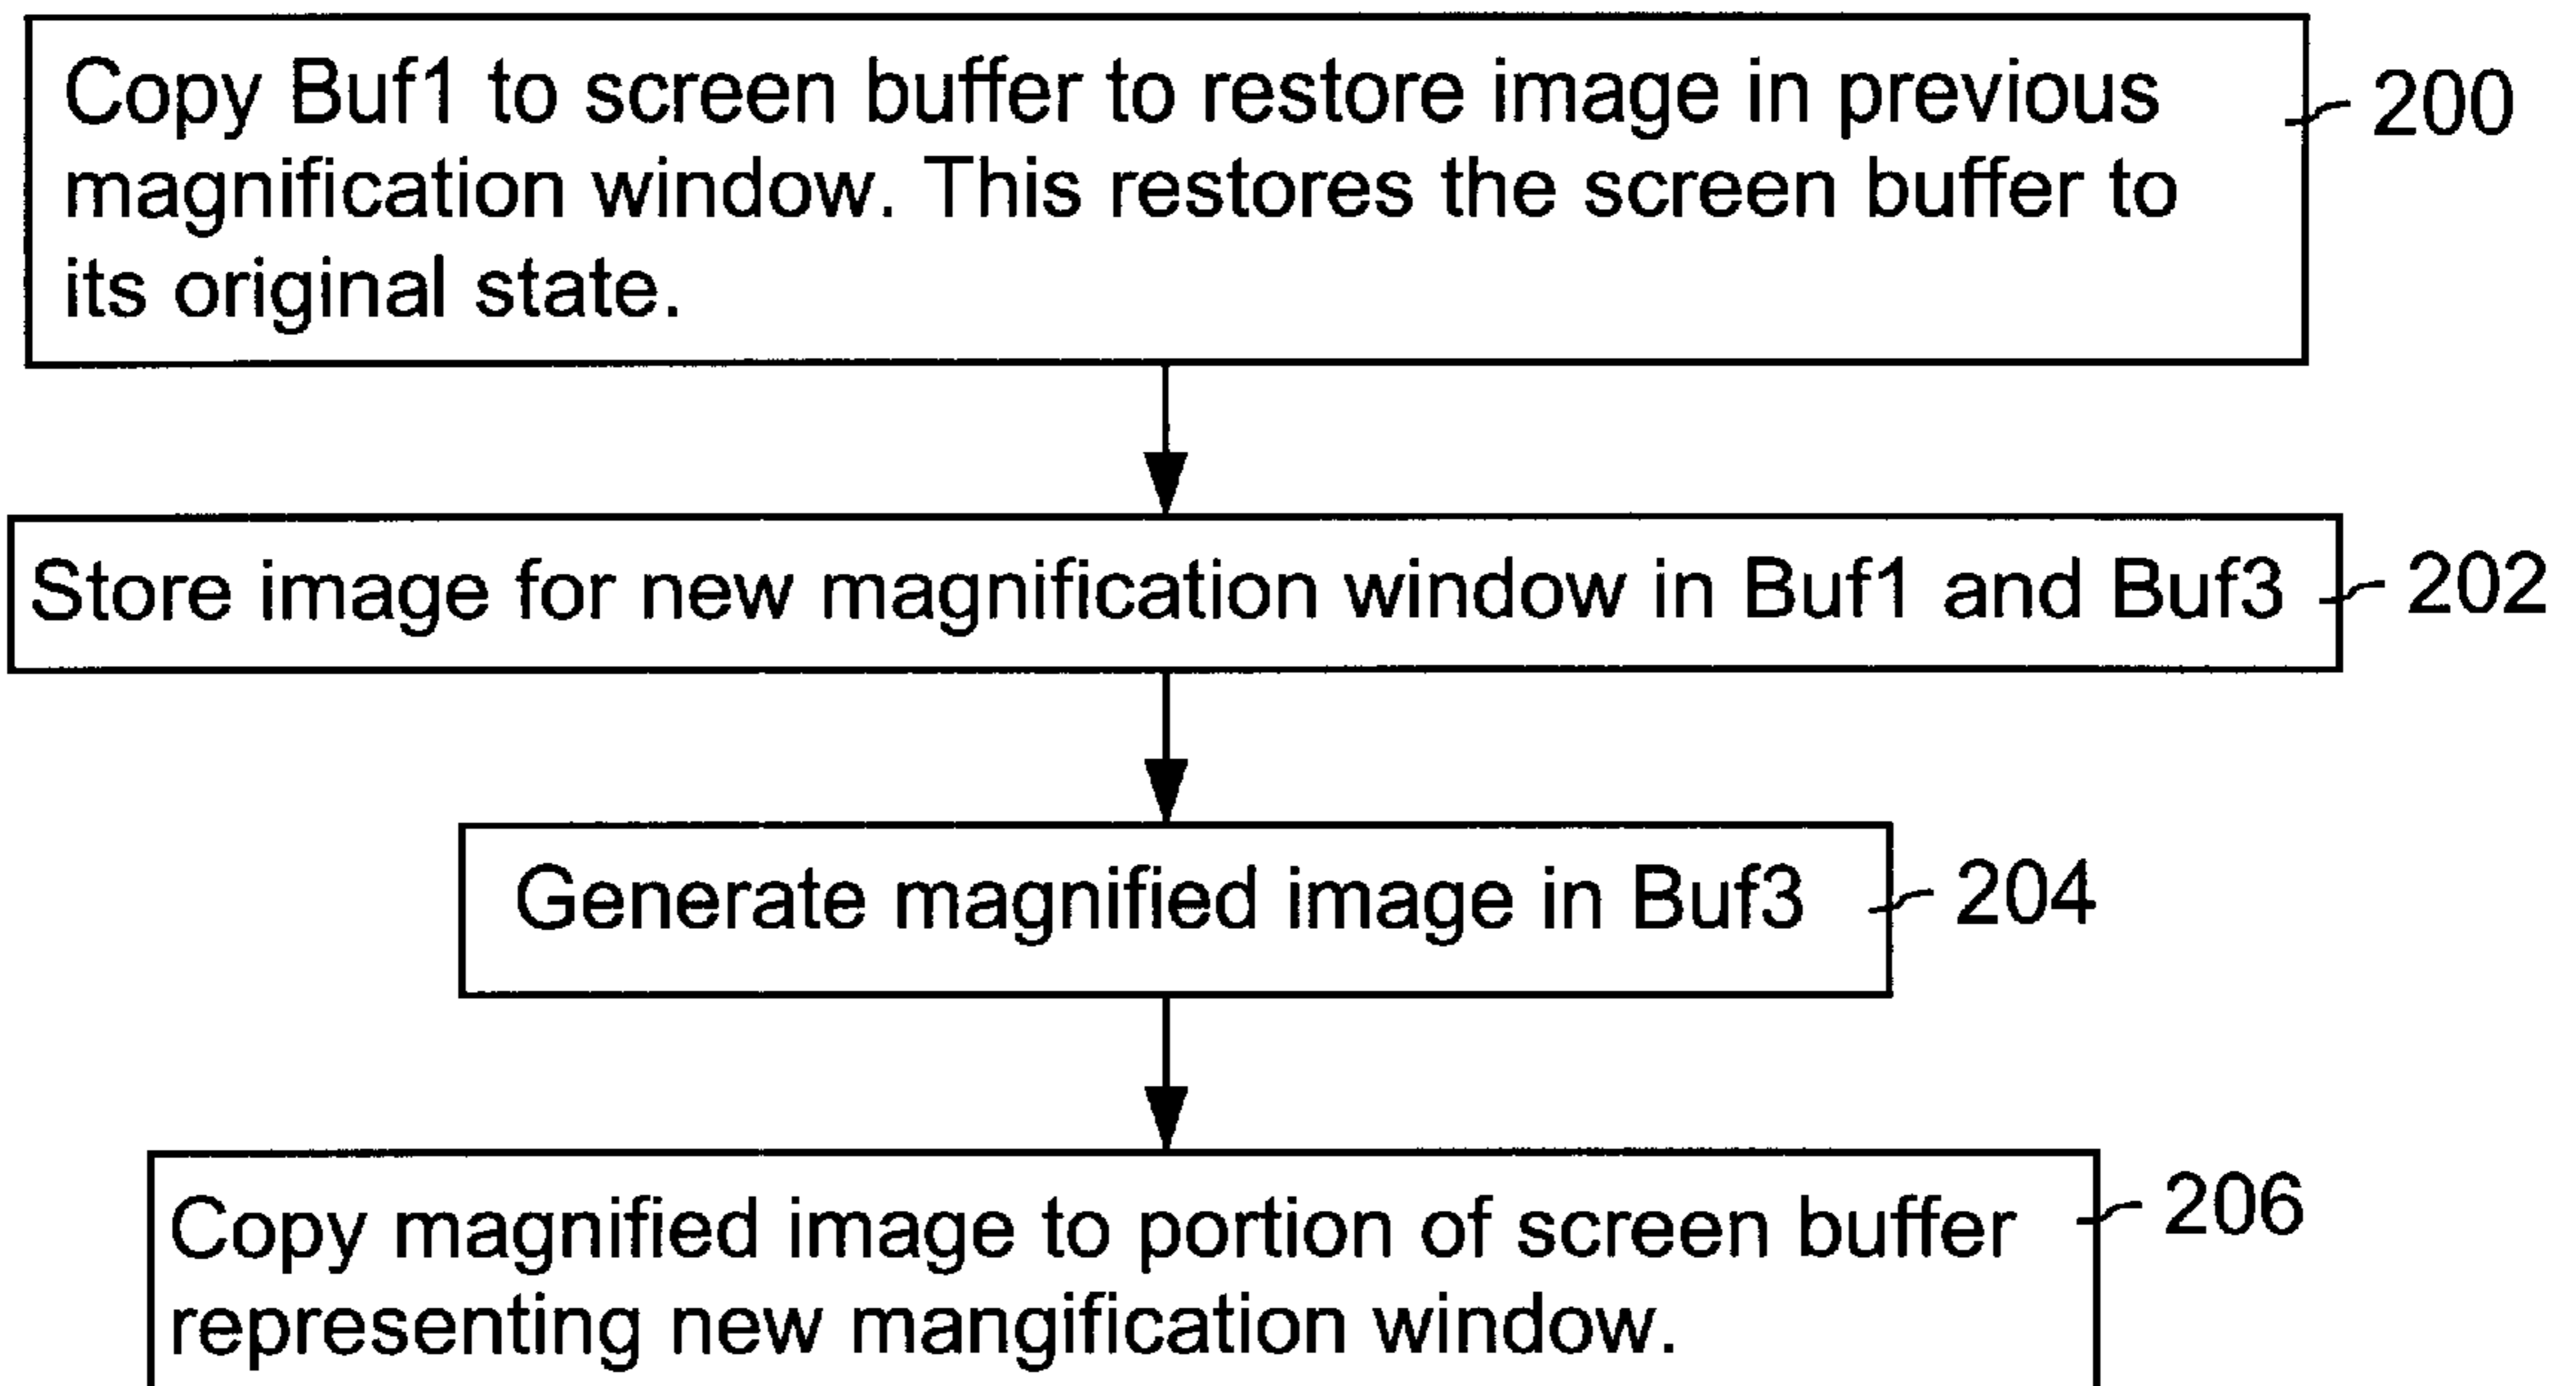 Copy Buf1 to screen buffer to restore image in previous
magnification window. This restores the screen buffer to
its original state.
200
Store image for new magnification window in Buf1 and Buf3
202
Generate magnified image in Buf3
204
Copy magnified image to portion of screen buffer
representing new mangification window.
206